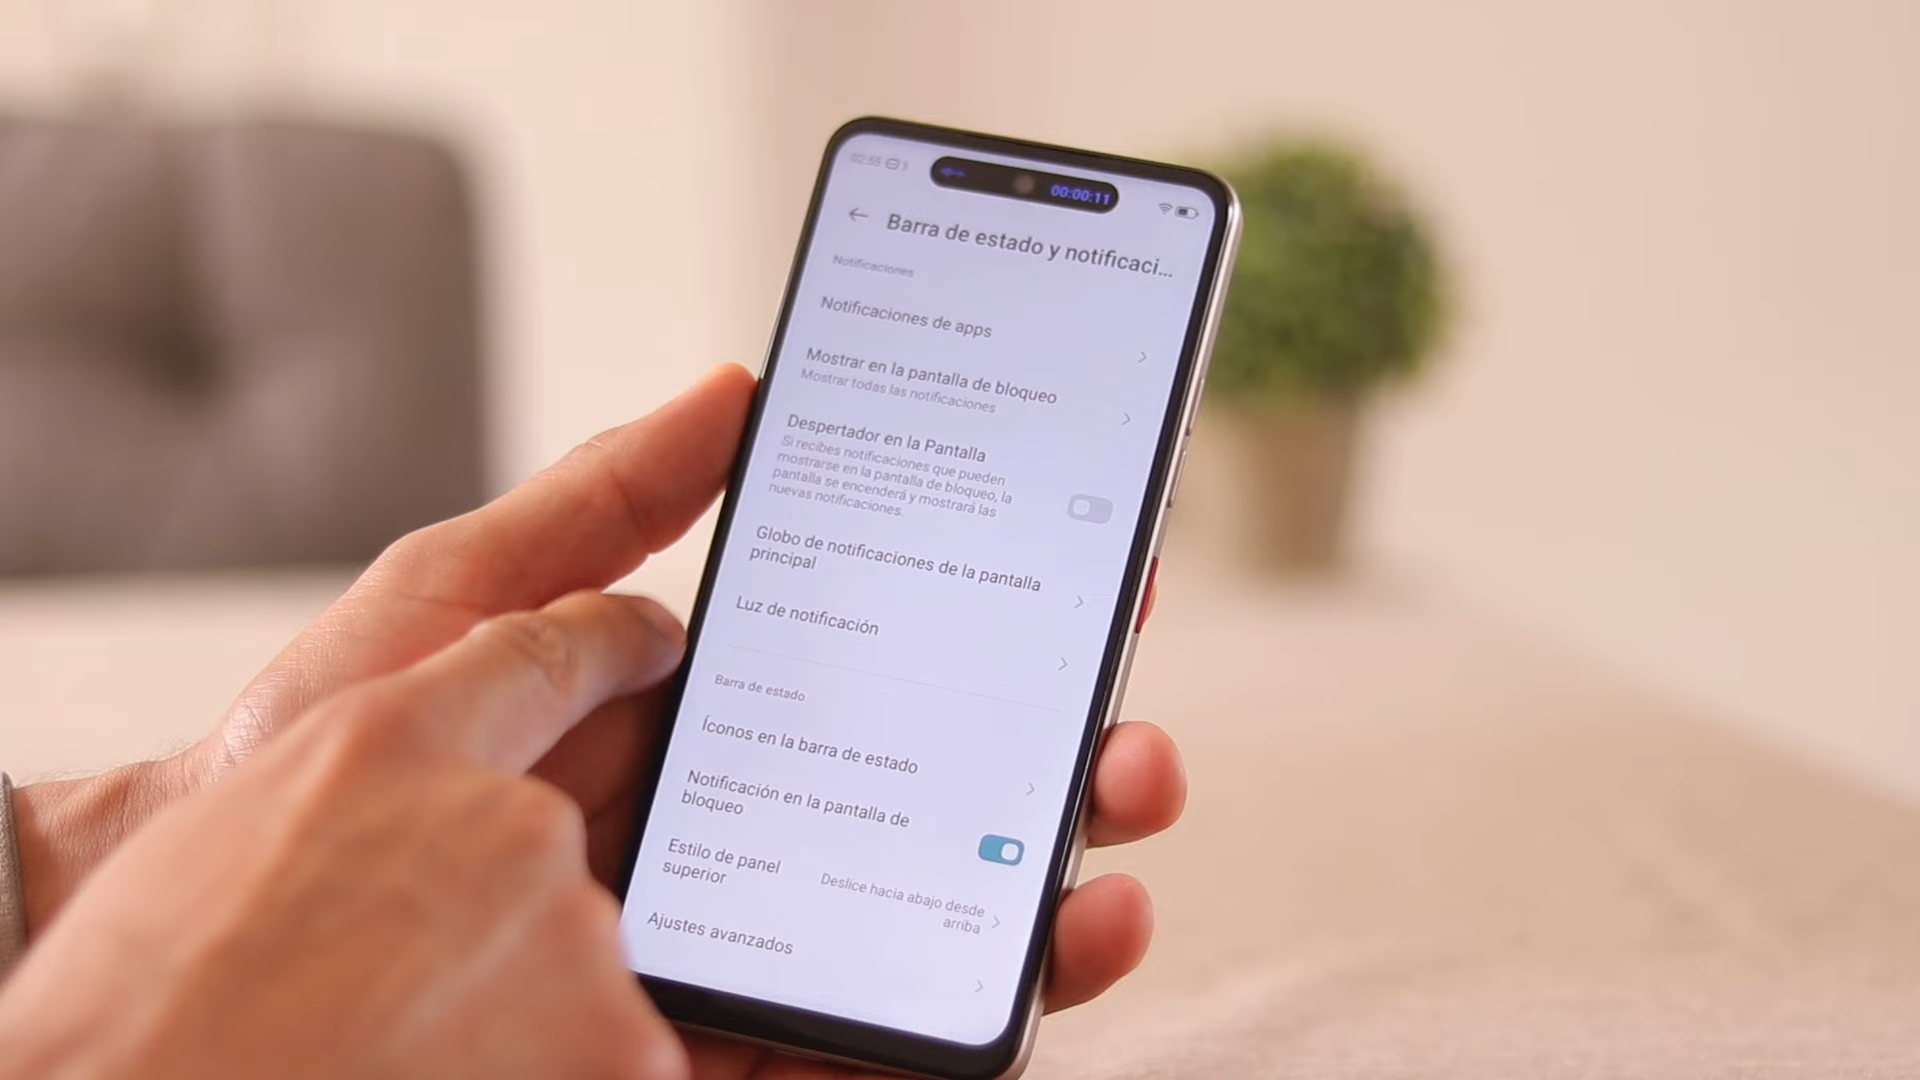 02:55
00:00:11
Barra de estado y notificaci...
Notificaciones
Notificaciones de apps
Mostrar en la pantalla de bloqueo
Mostrar todas las notificaciones
Despertador en la Pantalla
Si recibes notificaciones que pueden
mostrarse en la pantalla de bloqueo, la
pantalla se encenderá y mostrará las
nuevas notificaciones.
Globo de notificaciones de la pantalla
principal
Luz de notificación
Barra de estado
Íconos en la barra de estado
Notificación en la pantalla de
bloqueo
Estilo de panel
superior
Deslice hacia abajo desde
arriba
Ajustes avanzados